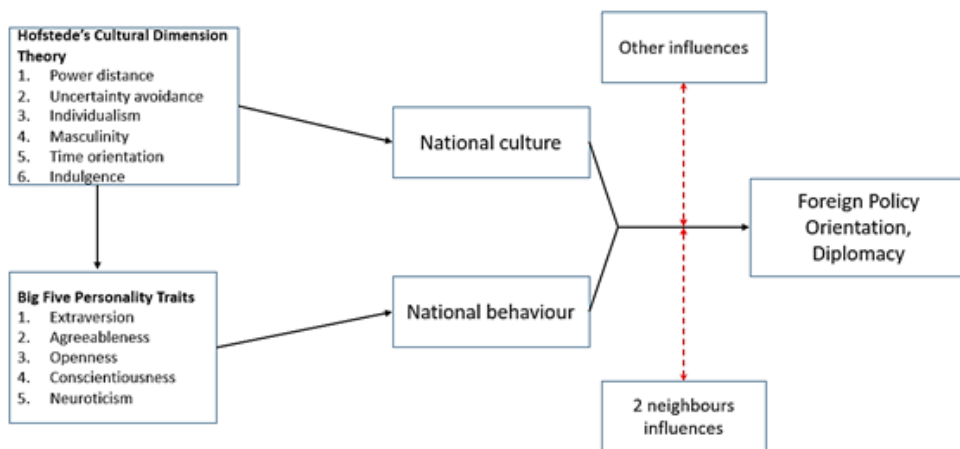 Hofstede's Cultural Dimension
Theory
1. Power distance
2. Uncertainty avoidance
3. Individualism
4. Masculinity
5. Time orientation
6. Indulgence
Big Five Personality Traits
1. Extraversion
2. Agreeableness
3. Openness
4. Conscientiousness
5. Neuroticism
National culture
National behaviour
Other influences
2 neighbours
influences
Foreign Policy
Orientation,
Diplomacy